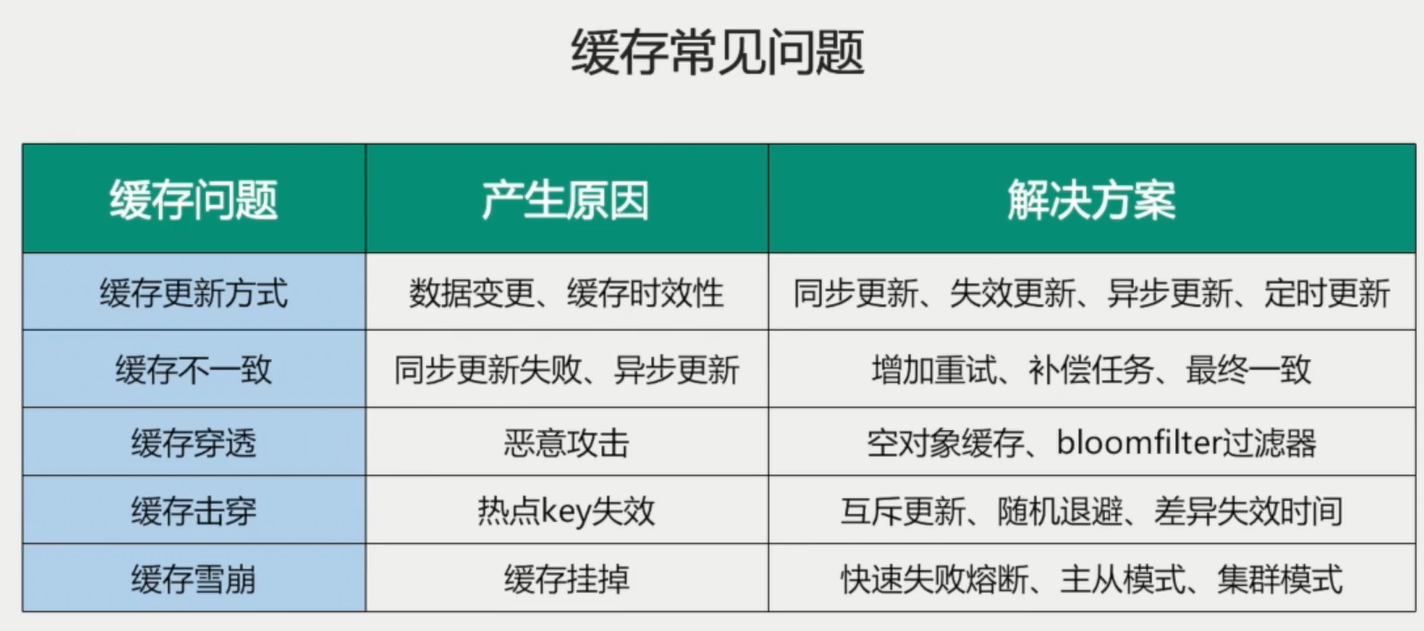 缓存常见问题
缓存问题 产生原因 解决方案
缓存更新方式 数据变更、缓存时效性 同步更新、失效更新、异步更新、定时更新
缓存不一致 同步更新失败、异步更新 增加重试、补偿任务、最终一致
缓存穿透 恶意攻击 空对象缓存、bloomfilter过滤器
缓存击穿 热点key失效 互斥更新、随机退避、差异失效时间
缓存雪崩 缓存挂掉 快速失败熔断、主从模式、集群模式